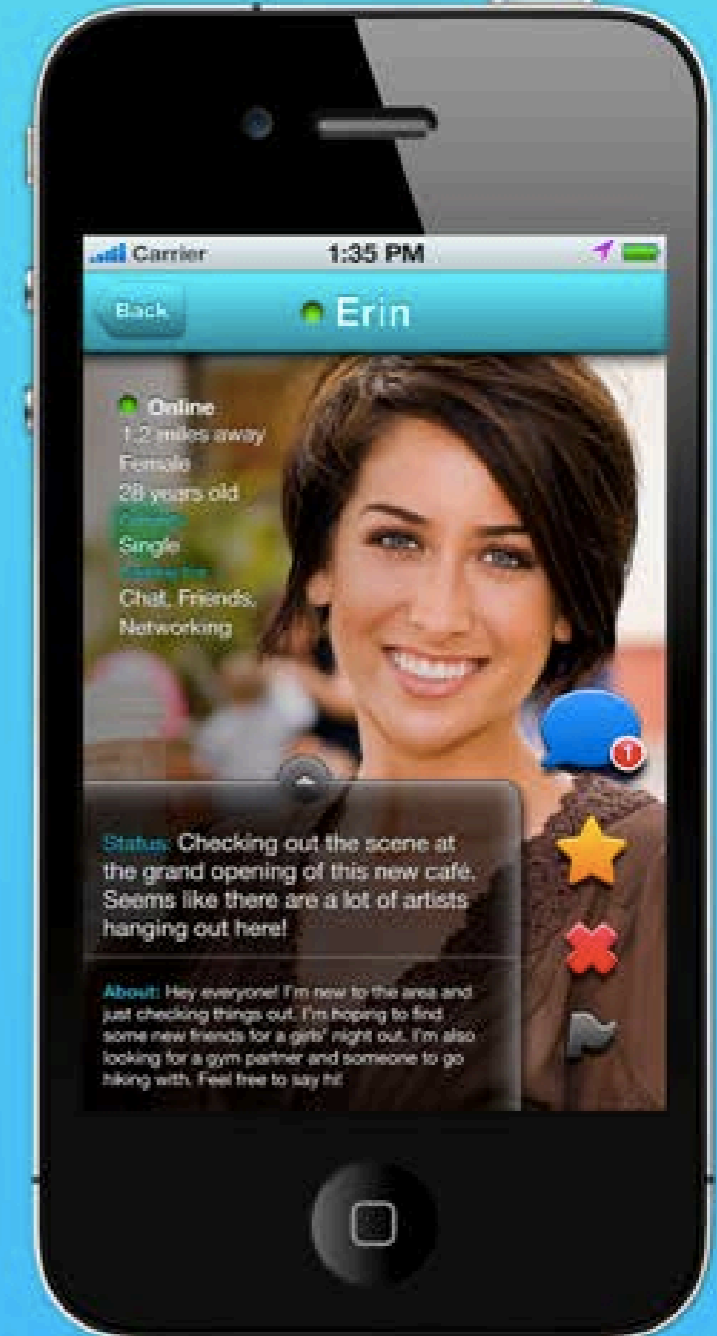 Carrier
1:35 PM
Back
Erin
Online
1.2 miles away
Female
28 years old
Single
Chat, Friends,
Networking
1
Status: Checking out the scene at
the grand opening of this new café.
Seems like there are a lot of artists
hanging out here!
About: Hey everyone! I'm new to the area and
just checking things out. I'm hoping to find
some new friends for a girls' night out. I'm also
looking for a gym partner and someone to go
hiking with. Feel free to say hi!